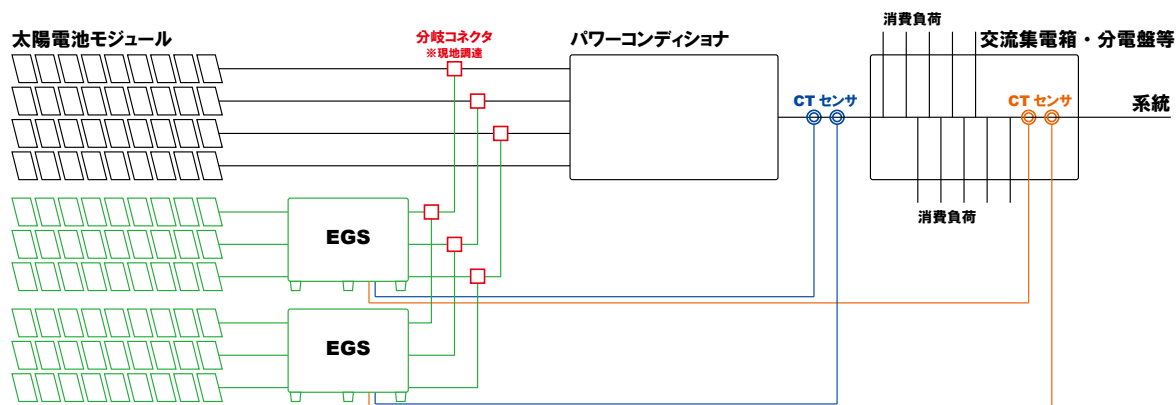 消費負荷
太陽電池モジュール
分岐コネクタ
※現地調達
パワーコンディショナ
交流集電箱・分電盤等
CT センサ
CT センサ
系統
消費負荷
EGS
EGS